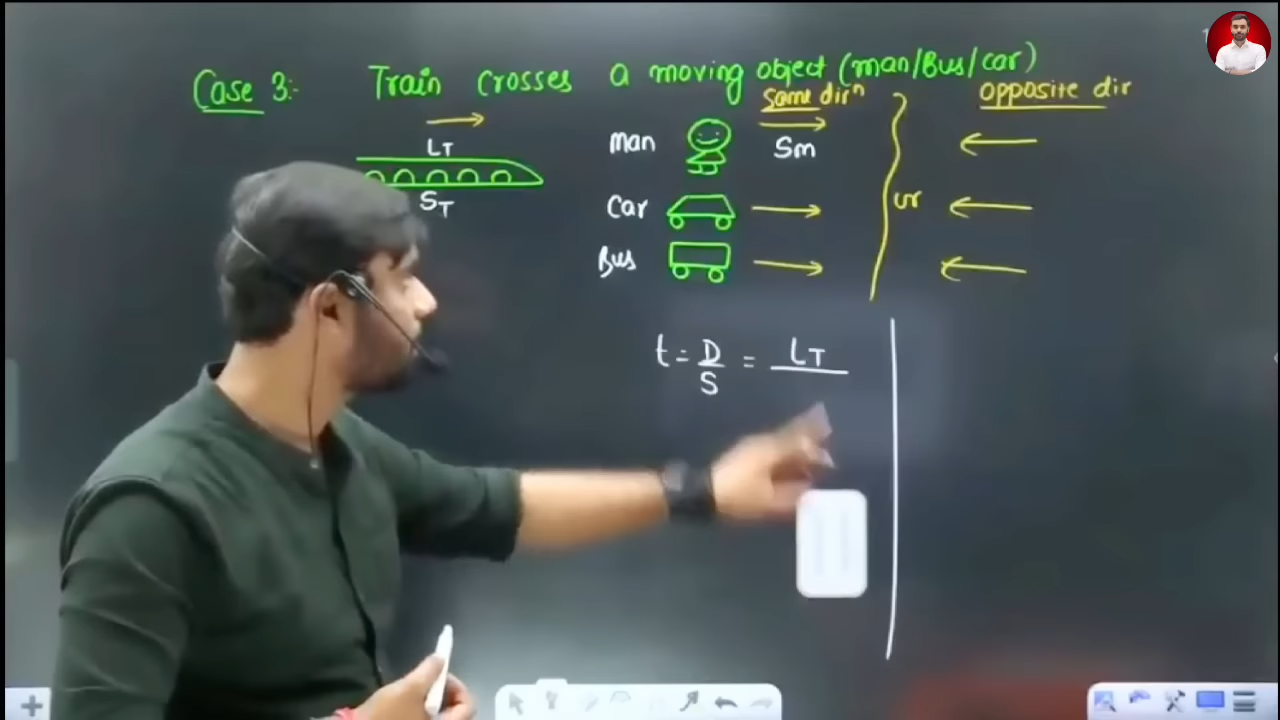 Case 3:- Train crosses a moving object (man/Bus/car)
same dirⁿ opposite dir
LT
ST
man Sm
Car or
Bus
t = D/S = LT